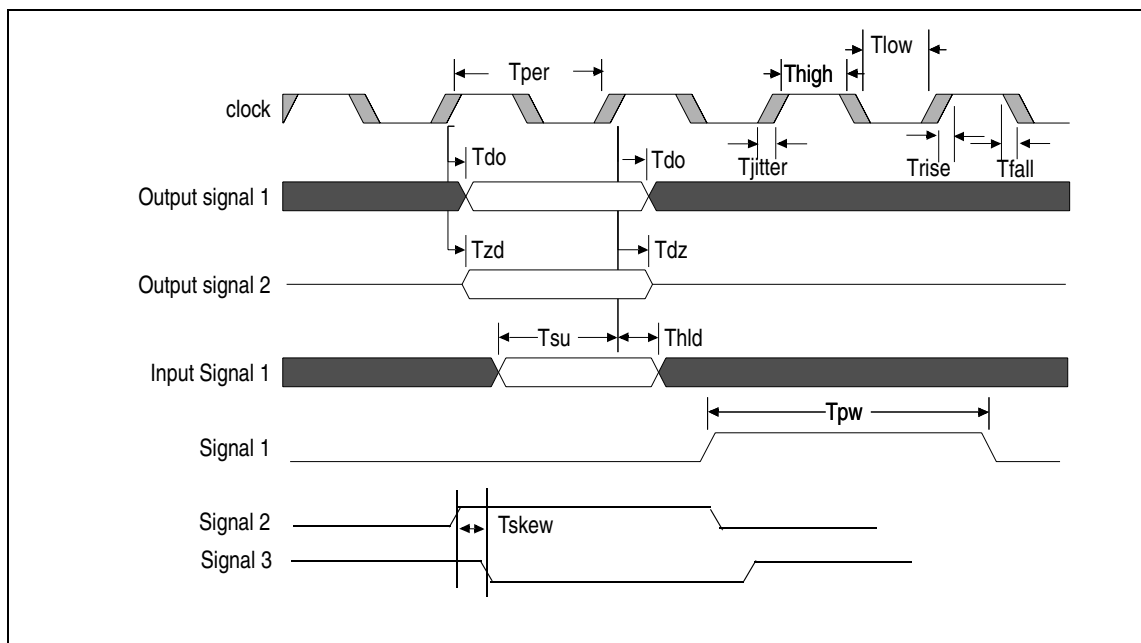 Tlow
Tper
Thigh
clock
Tdo
Tdo
Tjitter
Trise
Tfall
Output signal 1
Tzd
Tdz
Output signal 2
Tsu
Thld
Input Signal 1
Tpw
Signal 1
Signal 2
Tskew
Signal 3